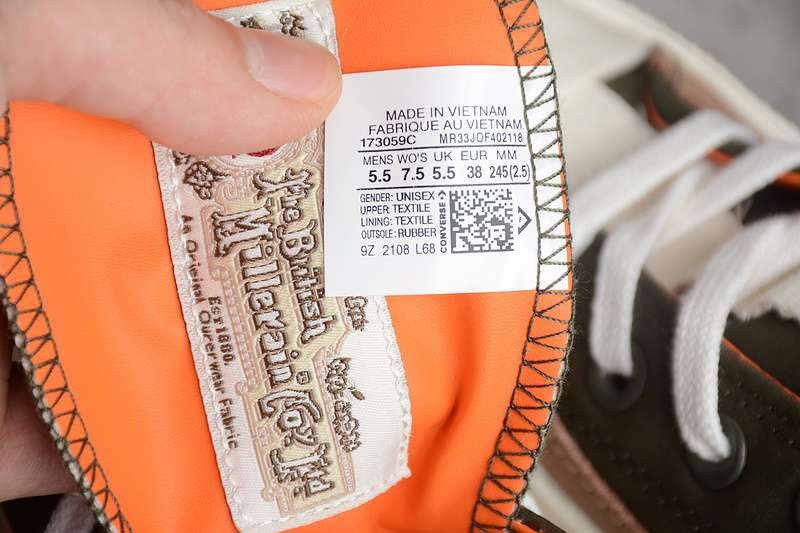 MADE IN VIETNAM
FABRIQUE AU VIETNAM
173059C MR33JOF402118
MENS WO'S UK EUR MM
5.5 7.5 5.5 38 245(2.5)
GENDER: UNISEX
UPPER: TEXTILE
LINING: TEXTILE
OUTSOLE: RUBBER
9Z 2108 L68
CONVERSE
The British
Millerain Co. Ltd
Est 1880.
An Original Outerwear Fabric